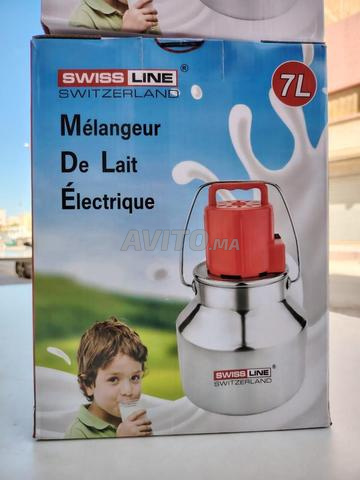 SWISS LINE ®
SWITZERLAND
7L
Mélangeur
De Lait
Électrique
AVITO.MA
SWISS LINE
SWITZERLAND